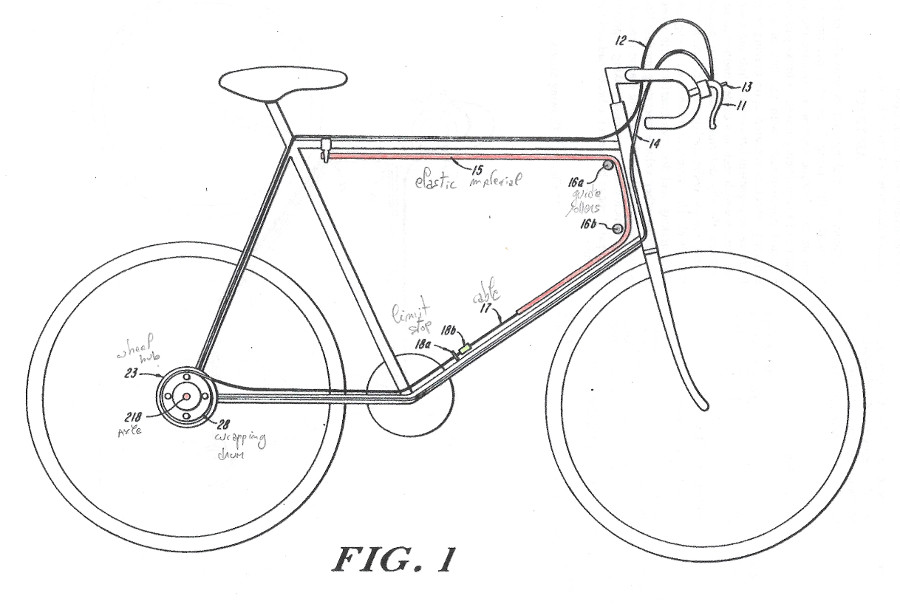 12
13
11
14
15
elastic material
16a
guide
rollers
16b
cable
17
limit
stop
18b
18a
wheel
hub
23
218
axle
28
wrapping
drum
FIG. 1